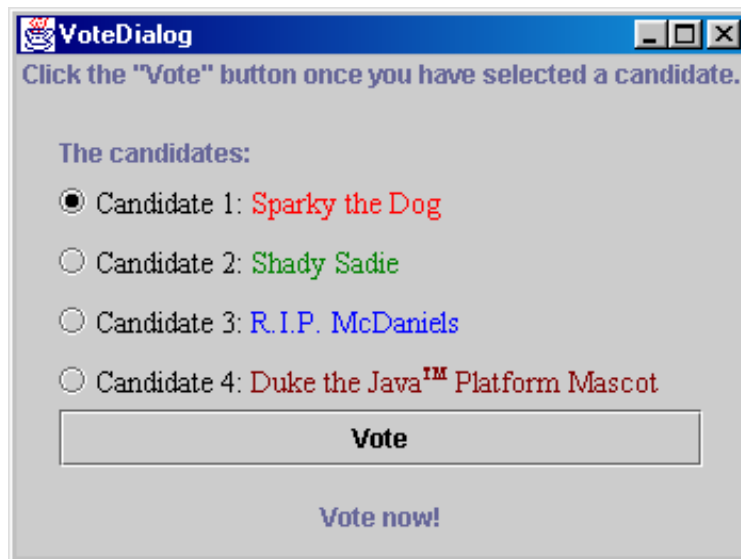 VoteDialog
Click the "Vote" button once you have selected a candidate.
The candidates:
Candidate 1: Sparky the Dog
Candidate 2: Shady Sadie
Candidate 3: R.I.P. McDaniels
Candidate 4: Duke the Java™ Platform Mascot
Vote
Vote now!